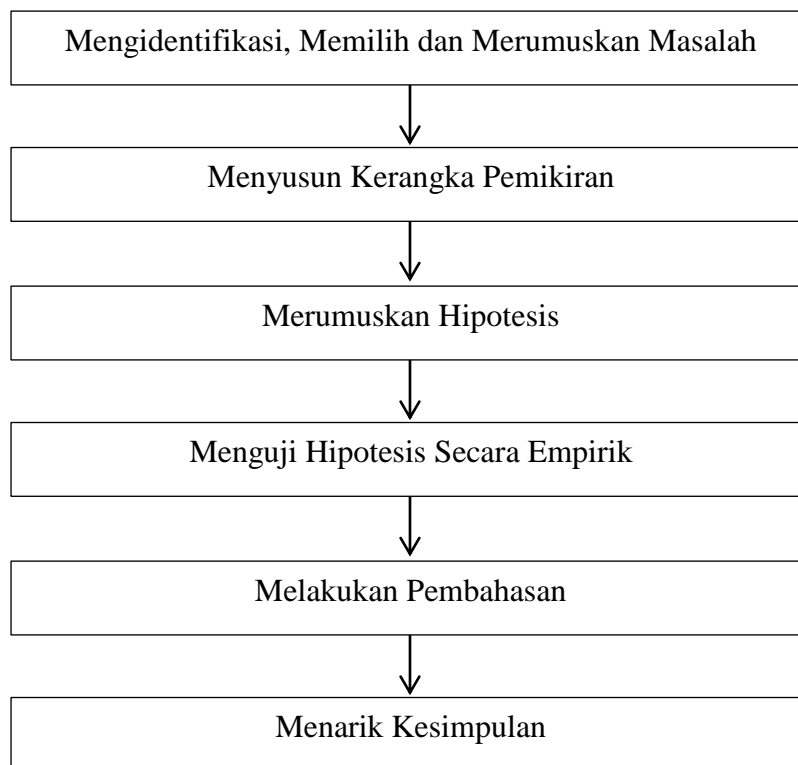 Mengidentifikasi, Memilih dan Merumuskan Masalah
Menyusun Kerangka Pemikiran
Merumuskan Hipotesis
Menguji Hipotesis Secara Empirik
Melakukan Pembahasan
Menarik Kesimpulan